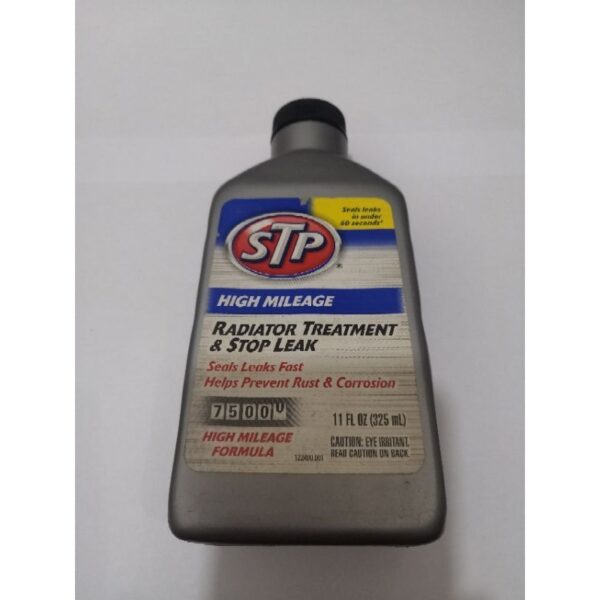 Seals leaks
in under
60 seconds*
STP
®
HIGH MILEAGE
RADIATOR TREATMENT
& STOP LEAK
Seals Leaks Fast
Helps Prevent Rust & Corrosion
75000
11 FL OZ (325 mL)
HIGH MILEAGE
FORMULA
CAUTION: EYE IRRITANT.
READ CAUTION ON BACK.